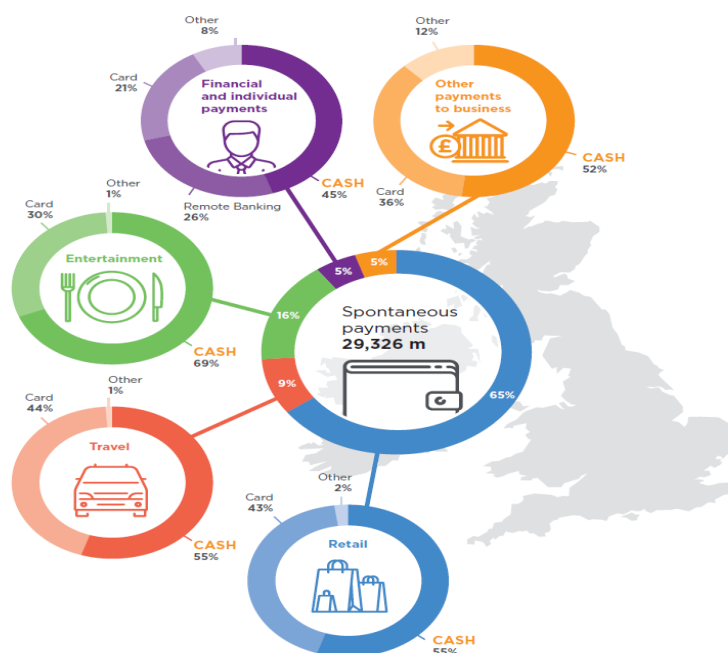 Other
8%
Card
21%
Financial
and individual
payments
CASH
45%
Remote Banking
26%
Other
12%
Other
payments
to business
£
CASH
52%
Card
36%
Other
1%
Card
30%
Entertainment
CASH
69%
5%
5%
16%
9%
65%
Spontaneous
payments
29,326 m
Card
44%
Other
1%
Travel
CASH
55%
Other
2%
Card
43%
Retail
CASH
55%